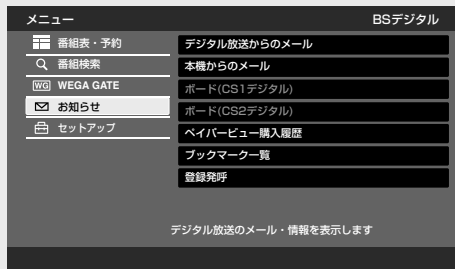 メニュー
BSデジタル
番組表・予約
番組検索
WG WEGA GATE
お知らせ
セットアップ
デジタル放送からのメール
本機からのメール
ボード(CS1デジタル)
ボード(CS2デジタル)
ペイパービュー購入履歴
ブックマーク一覧
登録発呼
デジタル放送のメール・情報を表示します